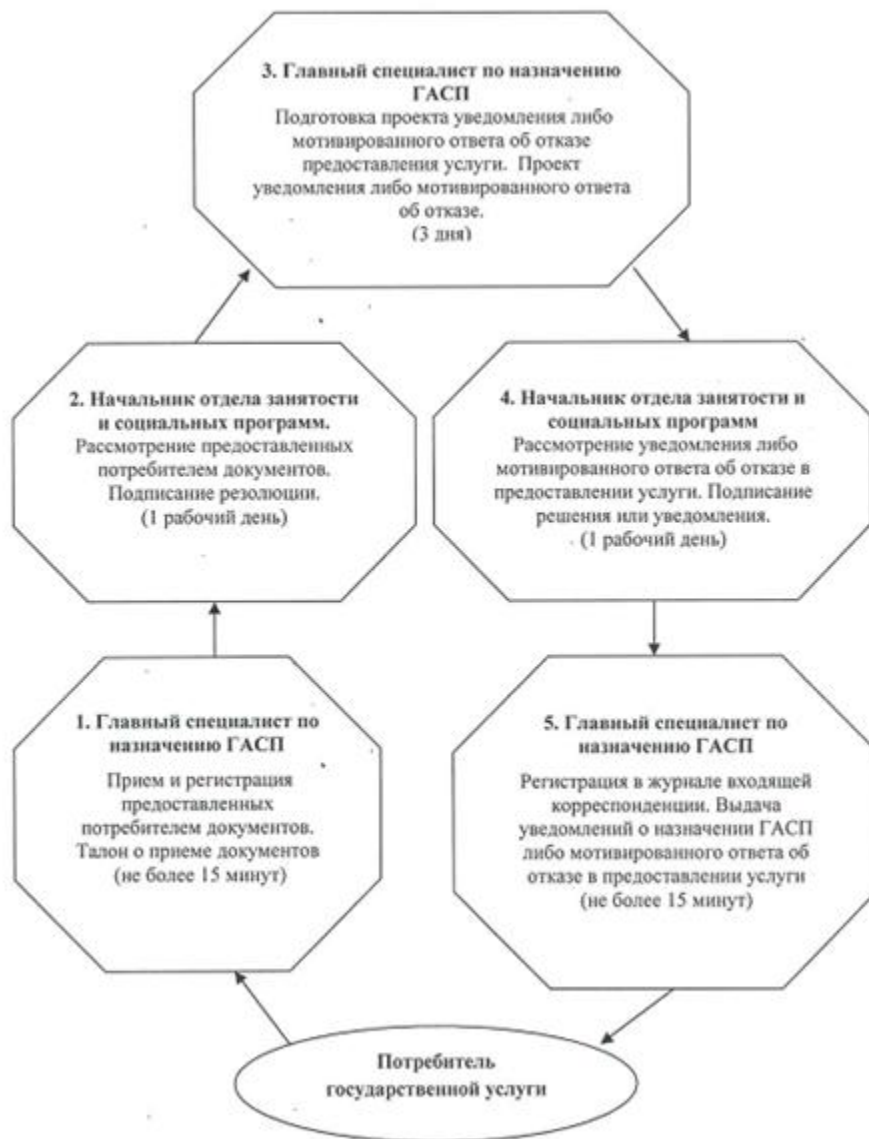 3. Главный специалист по назначению
ГАСП
Подготовка проекта уведомления либо
мотивированного ответа об отказе
предоставления услуги. Проект
уведомления либо мотивированного ответа
об отказе.
(3 дня)
2. Начальник отдела занятости
и социальных программ.
Рассмотрение предоставленных
потребителем документов.
Подписание резолюции.
(1 рабочий день)
4. Начальник отдела занятости и
социальных программ
Рассмотрение уведомления либо
мотивированного ответа об отказе в
предоставлении услуги. Подписание
решения или уведомления.
(1 рабочий день)
1. Главный специалист по
назначению ГАСП
Прием и регистрация
предоставленных
потребителем документов.
Талон о приеме документов
(не более 15 минут)
5. Главный специалист по
назначению ГАСП
Регистрация в журнале входящей
корреспонденции. Выдача
уведомлений о назначении ГАСП
либо мотивированного ответа об
отказе в предоставлении услуги
(не более 15 минут)
Потребитель
государственной услуги